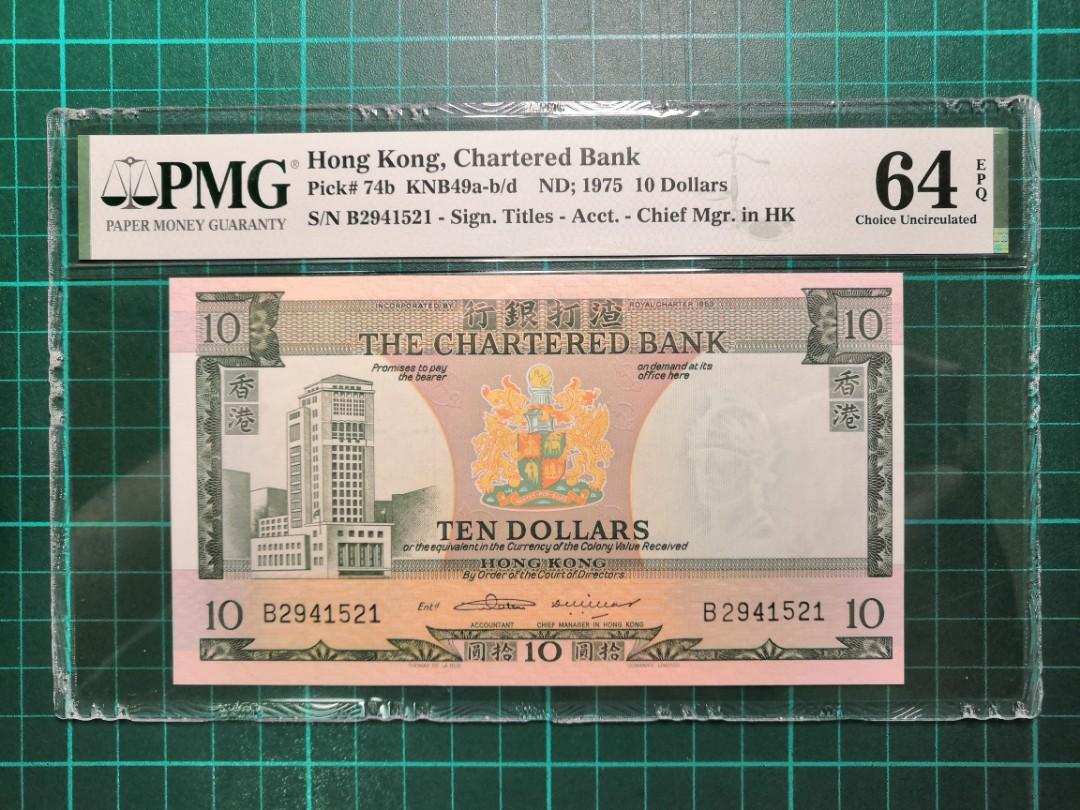 PMG®
PAPER MONEY GUARANTY
Hong Kong, Chartered Bank
Pick# 74b KNB49a-b/d ND; 1975 10 Dollars
S/N B2941521 - Sign. Titles - Acct. - Chief Mgr. in HK
64 EPQ
Choice Uncirculated
10
INCORPORATED BY
行銀打渣
ROYAL CHARTER 1853
10
THE CHARTERED BANK
香港
Promises to pay
the bearer
on demand at its
office here
香港
TEN DOLLARS
or the equivalent in the Currency of the Colony Value Received
HONG KONG
By Order of the Court of Directors
10 B2941521
Ent'd
B2941521 10
ACCOUNTANT CHIEF MANAGER IN HONG KONG
圓拾 10 圓拾
THOMAS DE LA RUE